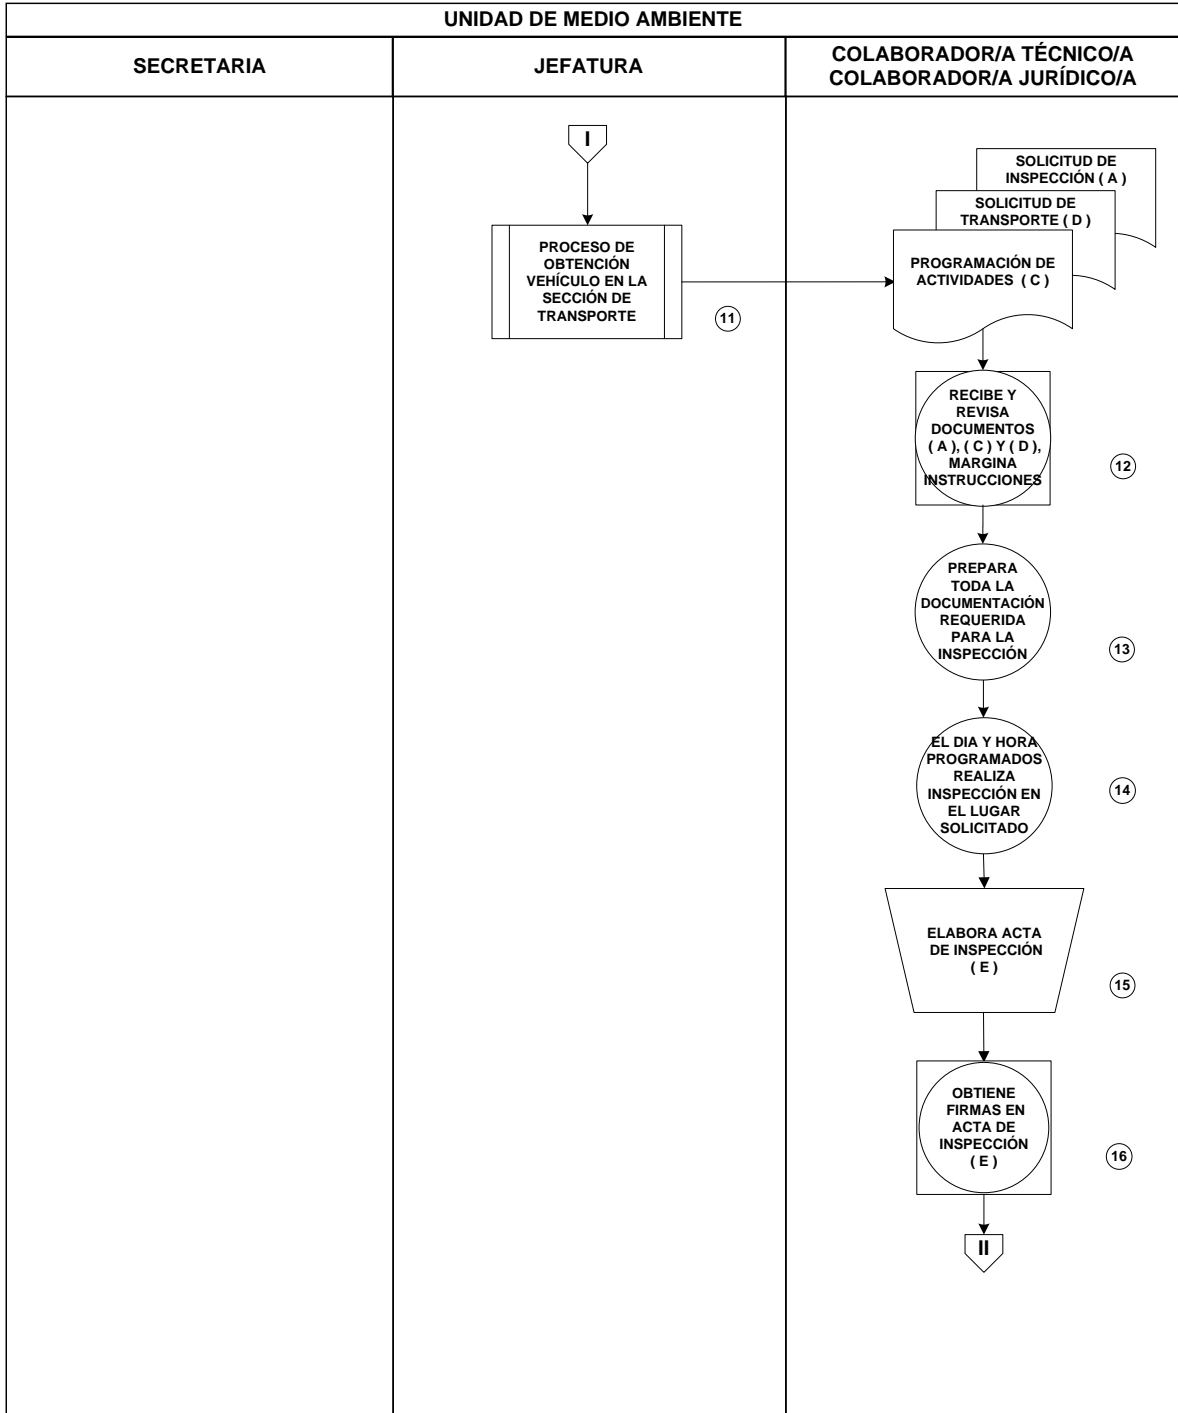 UNIDAD DE MEDIO AMBIENTE
SECRETARIA
JEFATURA
COLABORADOR/A TÉCNICO/A
COLABORADOR/A JURÍDICO/A
I
PROCESO DE
OBTENCIÓN
VEHÍCULO EN LA
SECCIÓN DE
TRANSPORTE
11
SOLICITUD DE
INSPECCIÓN ( A )
SOLICITUD DE
TRANSPORTE ( D )
PROGRAMACIÓN DE
ACTIVIDADES ( C )
RECIBE Y
REVISA
DOCUMENTOS
( A ), ( C ) Y ( D ),
MARGINA
INSTRUCCIONES
12
PREPARA
TODA LA
DOCUMENTACIÓN
REQUERIDA
PARA LA
INSPECCIÓN
13
EL DIA Y HORA
PROGRAMADOS
REALIZA
INSPECCIÓN EN
EL LUGAR
SOLICITADO
14
ELABORA ACTA
DE INSPECCIÓN
( E )
15
OBTIENE
FIRMAS EN
ACTA DE
INSPECCIÓN
( E )
16
II